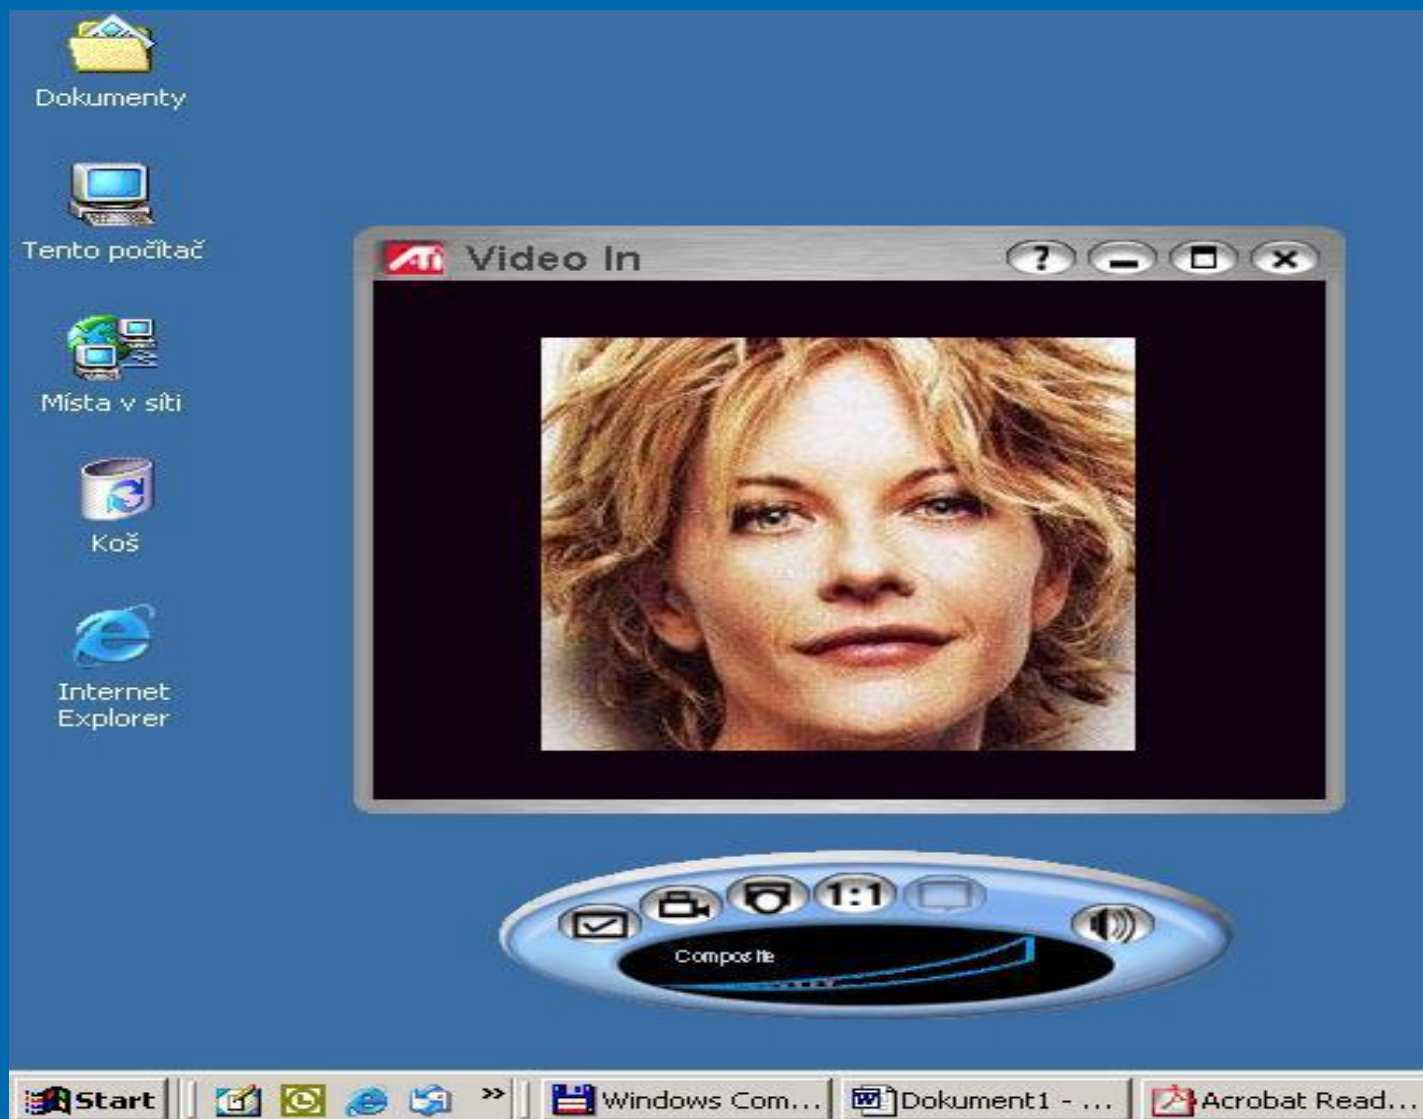 Dokumenty
Tento počítač
Místa v síti
Koš
Internet
Explorer
ATi Video In
?
1:1
Composite
Start
»
Windows Com...
Dokument1 - ...
Acrobat Read...